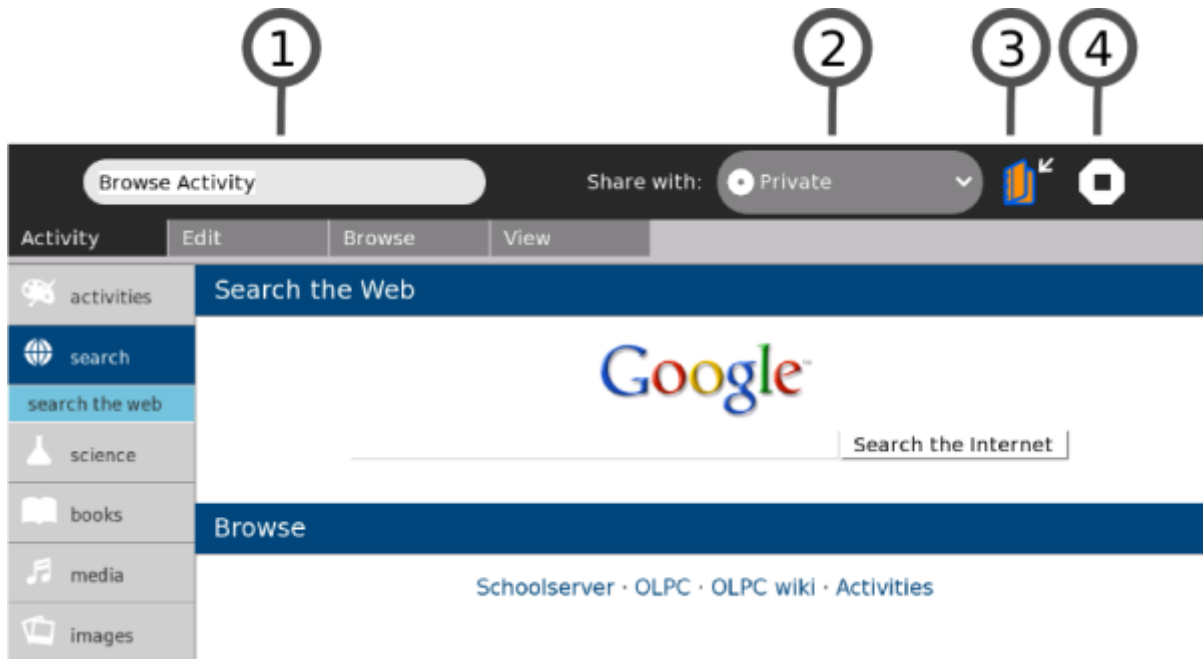 1 2 3 4
Browse Activity Share with: Private
Activity Edit Browse View
activities
Search the Web
search
Google™
search the web
Search the Internet
science
books
Browse
media
Schoolserver · OLPC · OLPC wiki · Activities
images